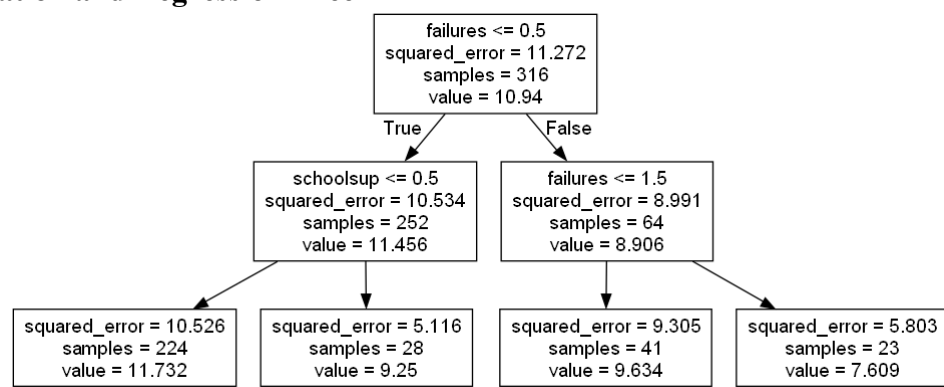 failures <= 0.5
squared_error = 11.272
samples = 316
value = 10.94
True
False
schoolsup <= 0.5
squared_error = 10.534
samples = 252
value = 11.456
failures <= 1.5
squared_error = 8.991
samples = 64
value = 8.906
squared_error = 10.526
samples = 224
value = 11.732
squared_error = 5.116
samples = 28
value = 9.25
squared_error = 9.305
samples = 41
value = 9.634
squared_error = 5.803
samples = 23
value = 7.609